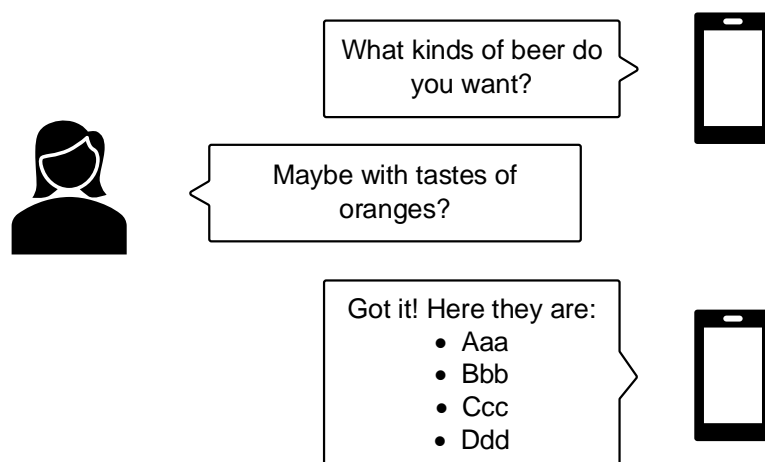 What kinds of beer do
you want?
Maybe with tastes of
oranges?
Got it! Here they are:
• Aaa
• Bbb
• Ccc
• Ddd